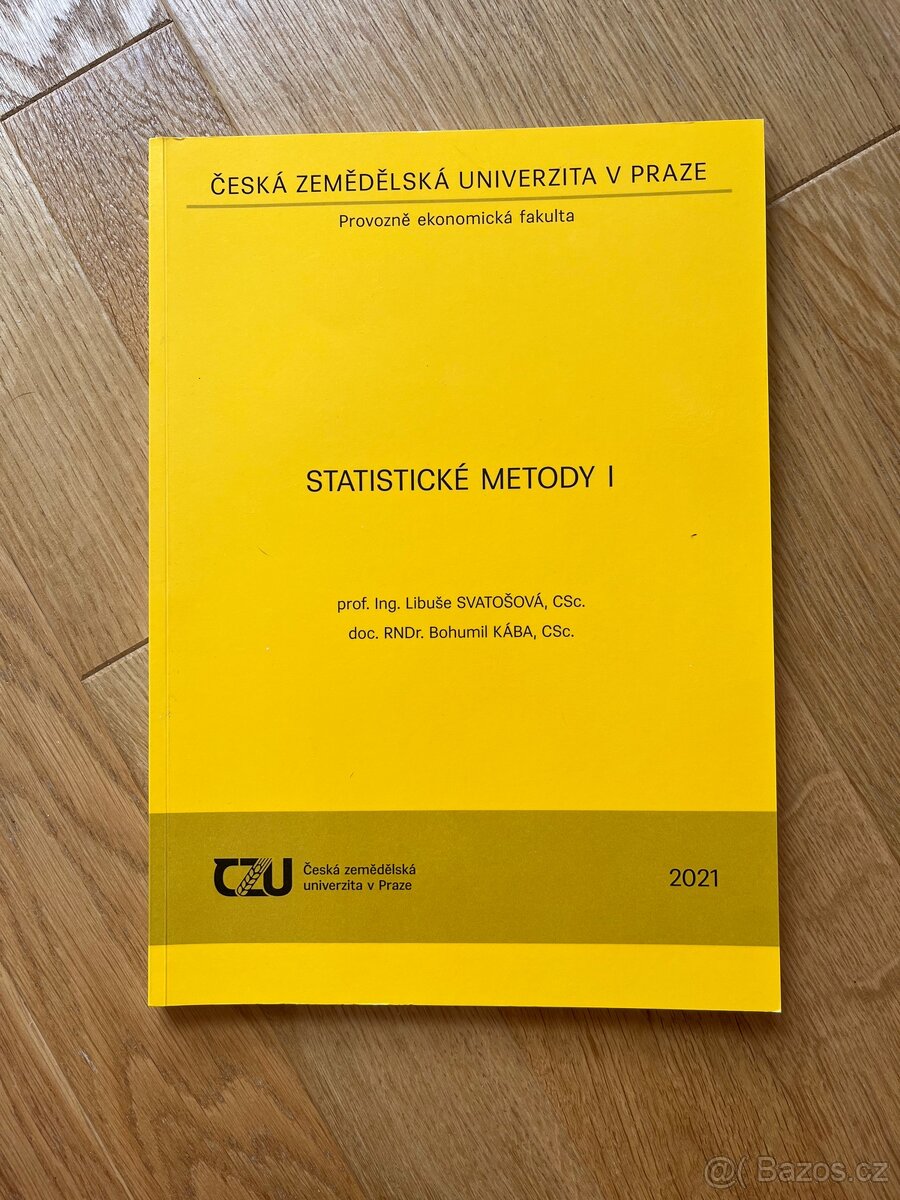 ČESKÁ ZEMĚDĚLSKÁ UNIVERZITA V PRAZE
Provozně ekonomická fakulta
STATISTICKÉ METODY I
prof. Ing. Libuše SVATOŠOVÁ, CSc.
doc. RNDr. Bohumil KÁBA, CSc.
CZU Česká zemědělská
univerzita v Praze
2021
@( Bazos.cz